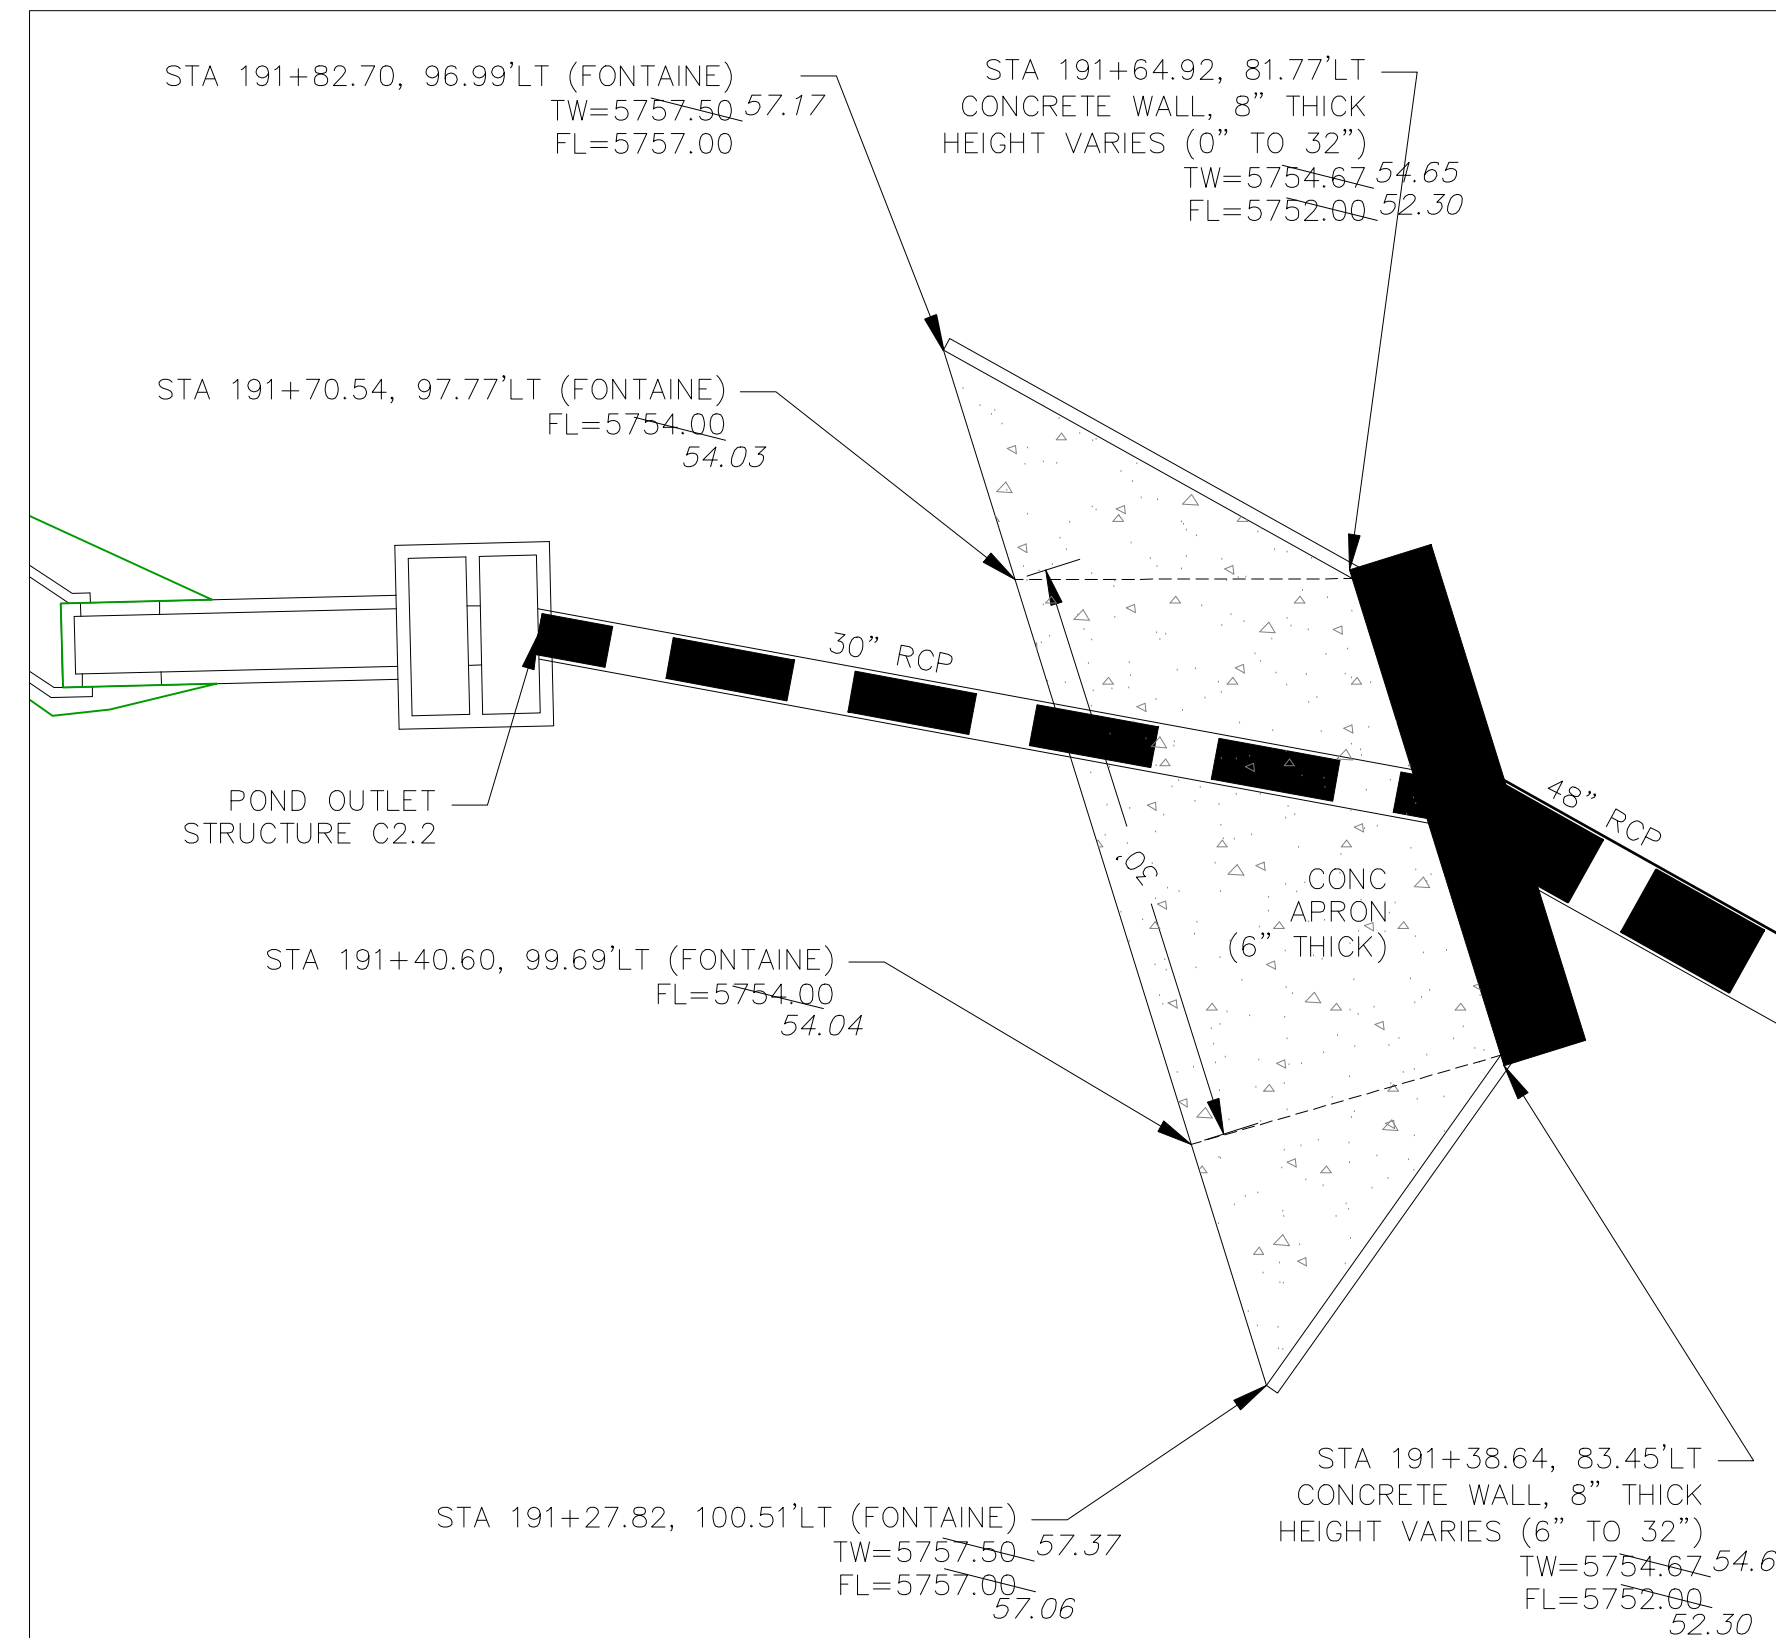 STA 191+82.70, 96.99'LT (FONTAINE)
TW=5757.50 57.17
FL=5757.00
STA 191+64.92, 81.77'LT
CONCRETE WALL, 8" THICK
HEIGHT VARIES (0" TO 32")
TW=5754.67 54.65
FL=5752.00 52.30
STA 191+70.54, 97.77'LT (FONTAINE)
FL=5754.00
54.03
30" RCP
POND OUTLET
STRUCTURE C2.2
48" RCP
30'
CONC
APRON
(6" THICK)
STA 191+40.60, 99.69'LT (FONTAINE)
FL=5754.00
54.04
STA 191+27.82, 100.51'LT (FONTAINE)
TW=5757.50 57.37
FL=5757.00
57.06
STA 191+38.64, 83.45'LT
CONCRETE WALL, 8" THICK
HEIGHT VARIES (6" TO 32")
TW=5754.67 54.6
FL=5752.00
52.30